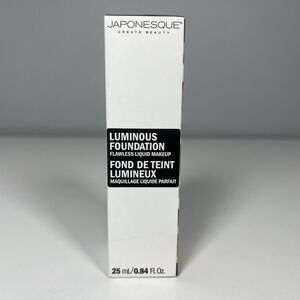 JAPONESQUE®
CREATE BEAUTY
LUMINOUS
FOUNDATION
FLAWLESS LIQUID MAKEUP
FOND DE TEINT
LUMINEUX
MAQUILLAGE LIQUIDE PARFAIT
25 mL/0.84 Fl. Oz.